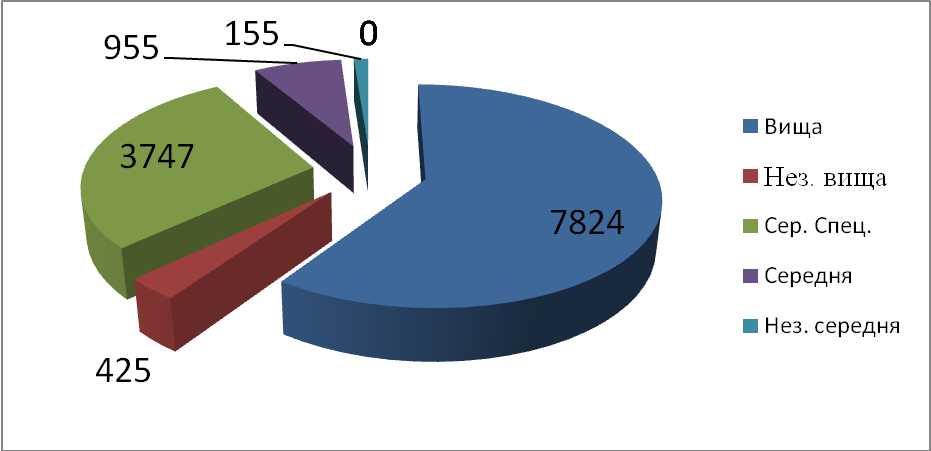 955
155
0
3747
7824
425
Вища
Нез. вища
Сер. Спец.
Середня
Нез. середня